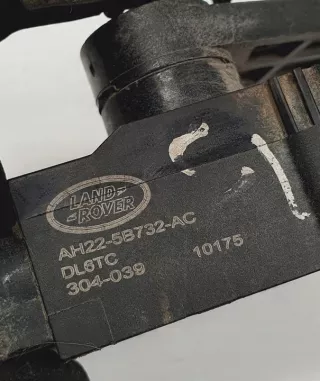 LAND-
-ROVER
AH22-5B732-AC
DL6TC
304-039 10175